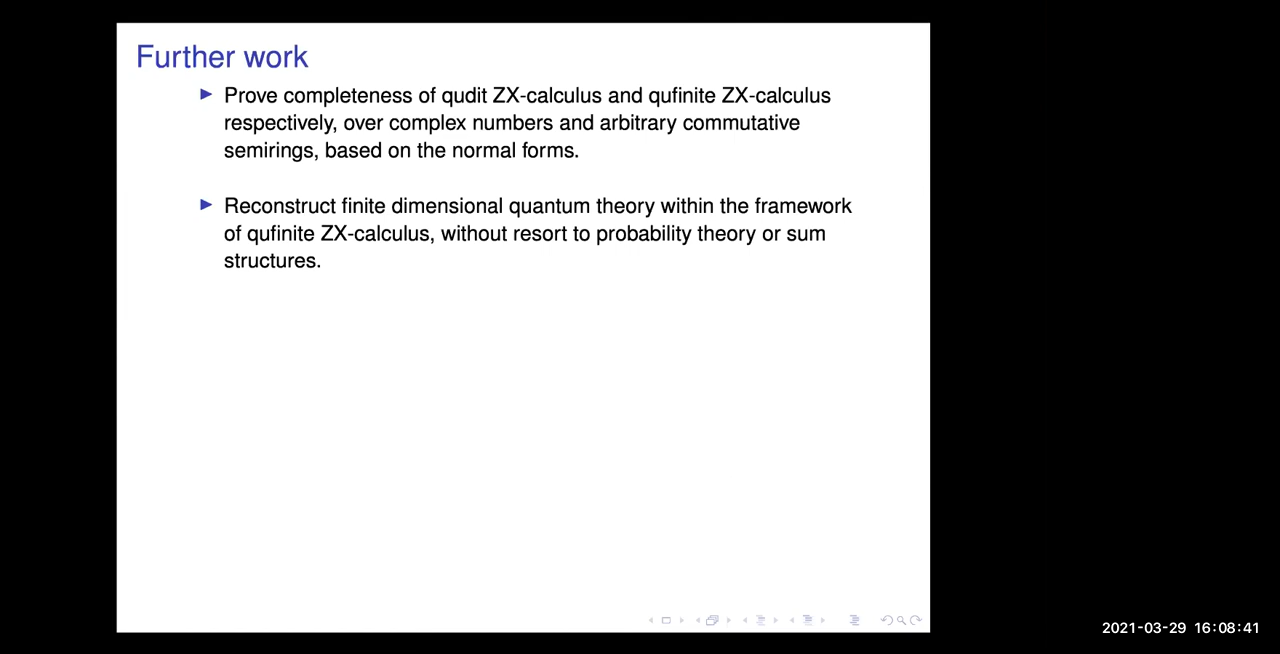 Further work
Prove completeness of qudit ZX-calculus and qufinite ZX-calculus
respectively, over complex numbers and arbitrary commutative
semirings, based on the normal forms.
Reconstruct finite dimensional quantum theory within the framework
of qufinite ZX-calculus, without resort to probability theory or sum
structures.
2021-03-29 16:08:41